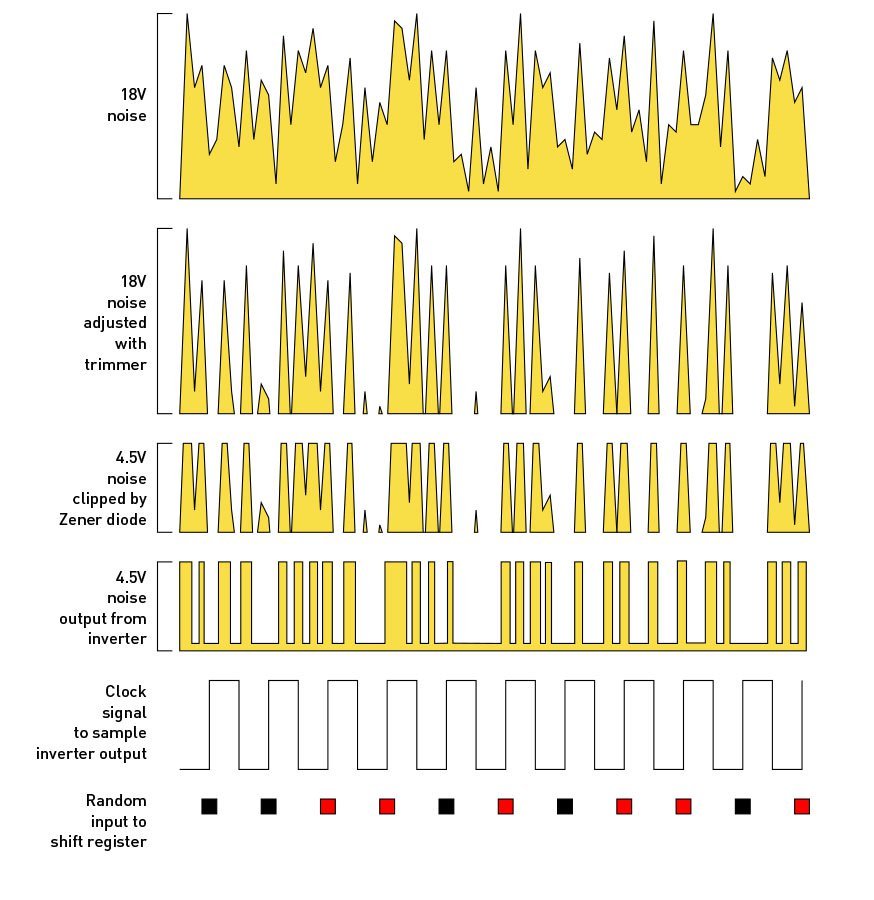 18V
noise
18V
noise
adjusted
with
trimmer
4.5V
noise
clipped by
Zener diode
4.5V
noise
output from
inverter
Clock
signal
to sample
inverter output
Random
input to
shift register